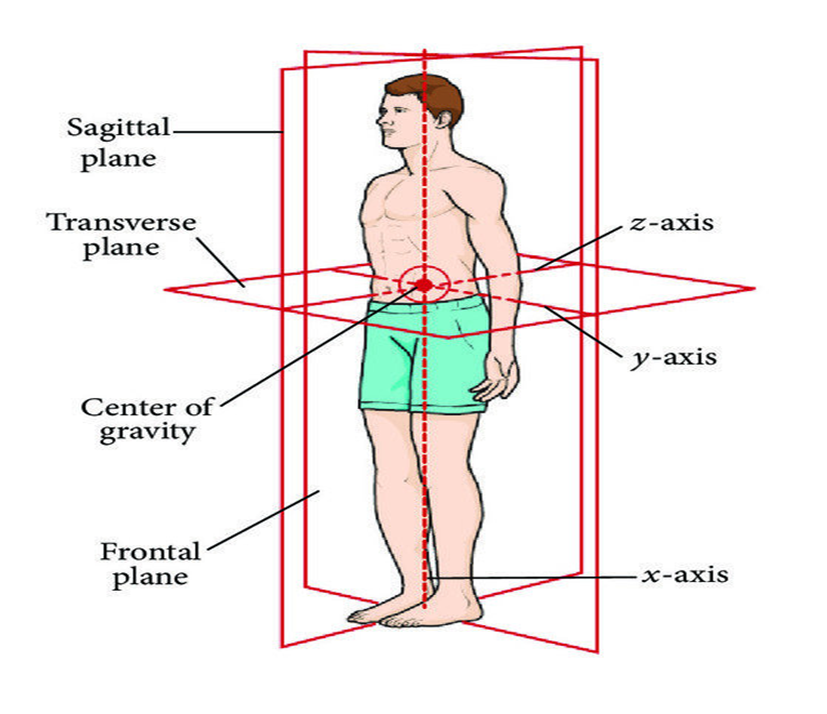 Sagittal
plane
Transverse
plane
z-axis
y-axis
Center of
gravity
Frontal
plane
x-axis